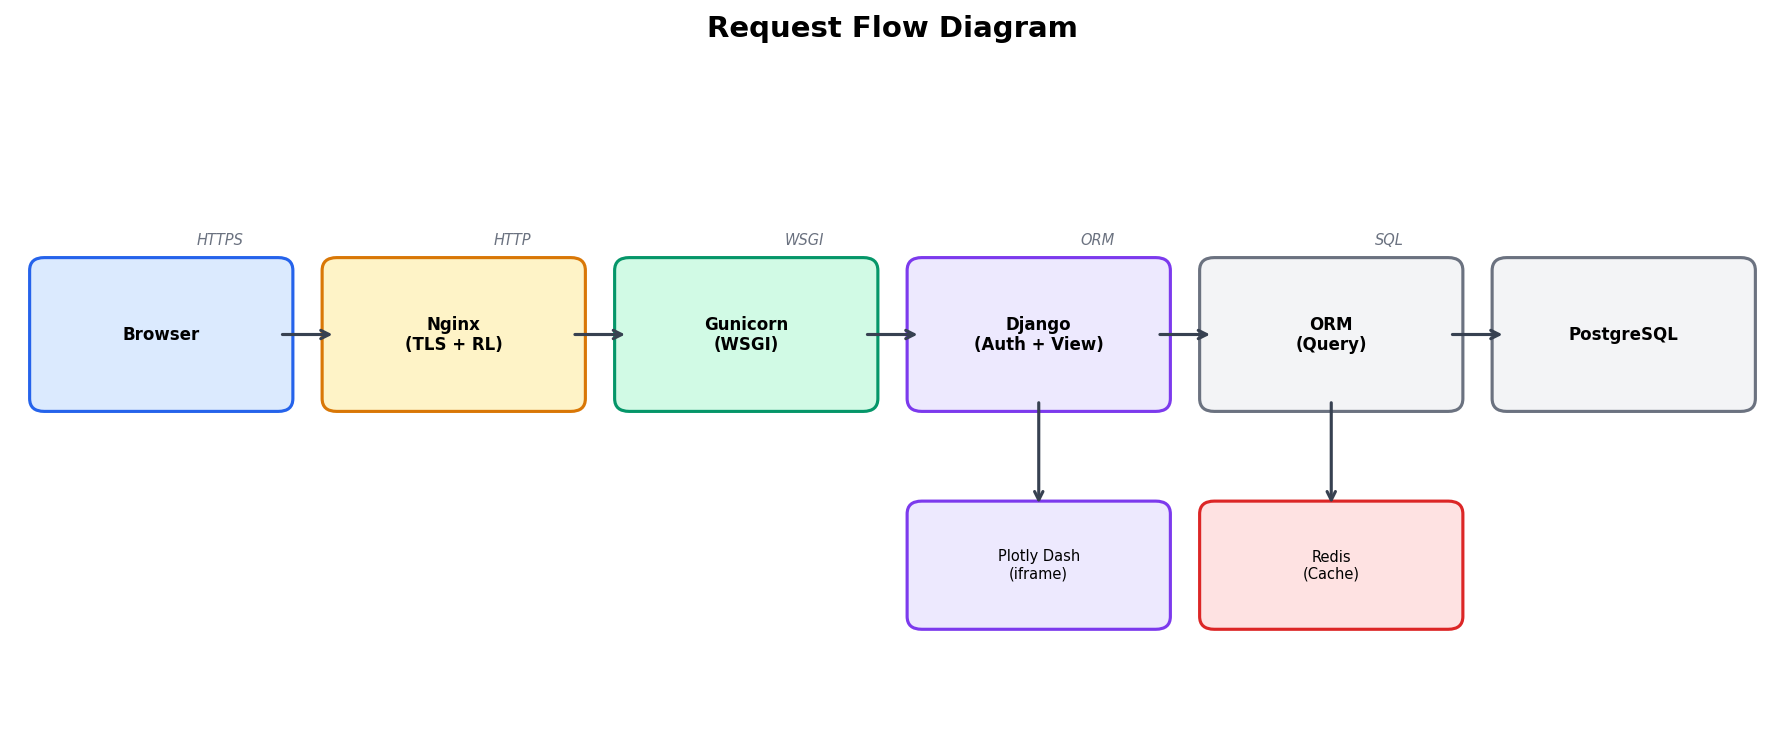 Request Flow Diagram
HTTPS
HTTP
WSGI
ORM
SQL
Browser
Nginx
(TLS + RL)
Gunicorn
(WSGI)
Django
(Auth + View)
ORM
(Query)
PostgreSQL
Plotly Dash
(iframe)
Redis
(Cache)